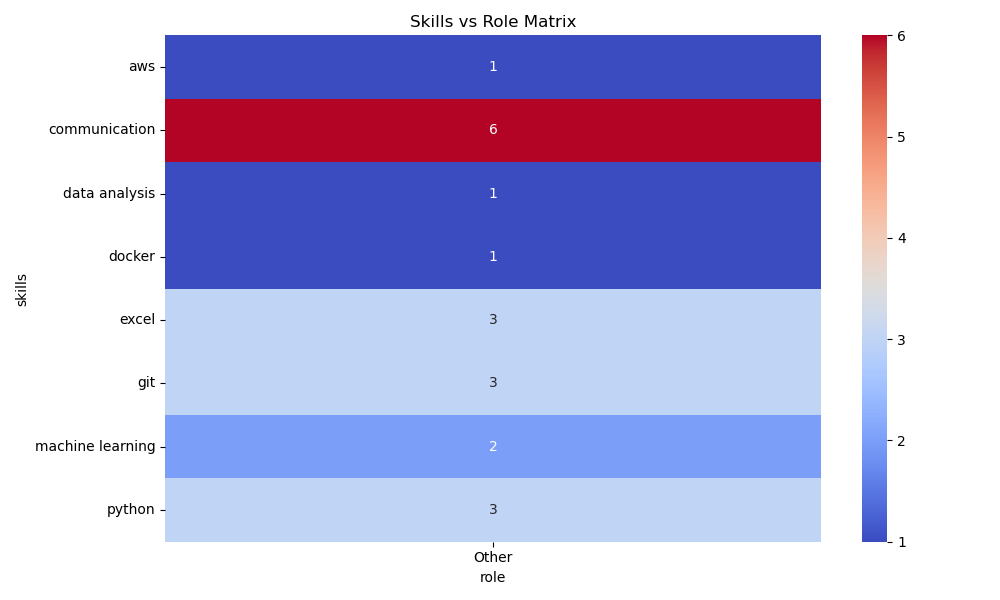 Skills vs Role Matrix
skills
aws
1
communication
6
data analysis
1
docker
1
excel
3
git
3
machine learning
2
python
3
Other
role
6
5
4
3
2
1